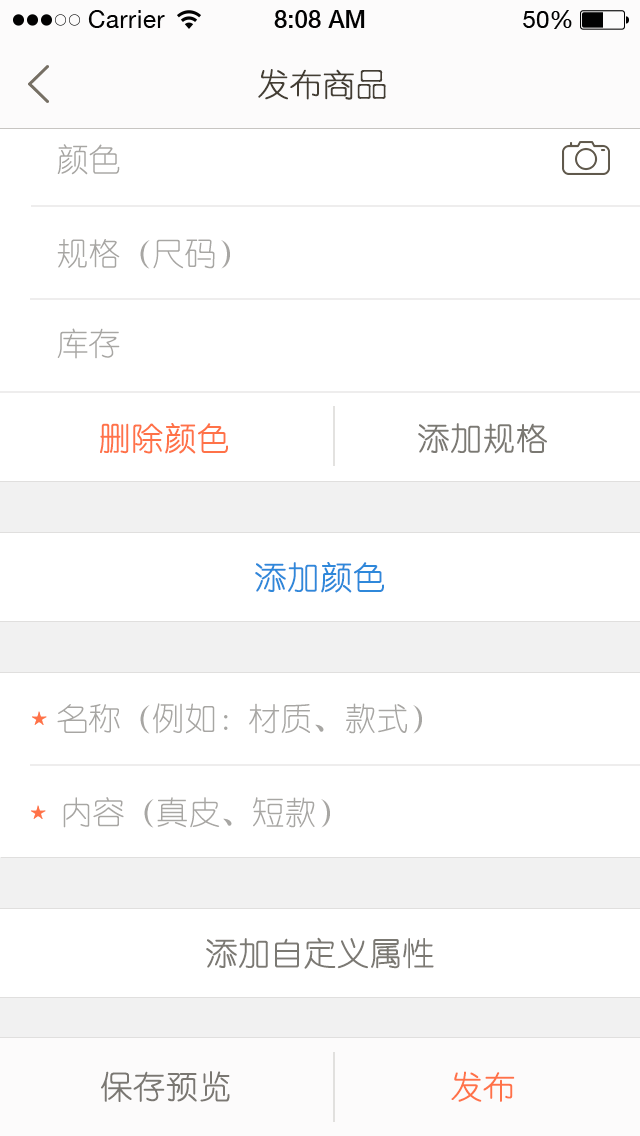 Carrier 8:08 AM 50%
发布商品
颜色
规格（尺码）
库存
删除颜色 添加规格
添加颜色
★ 名称（例如：材质、款式）
★ 内容（真皮、短款）
添加自定义属性
保存预览 发布